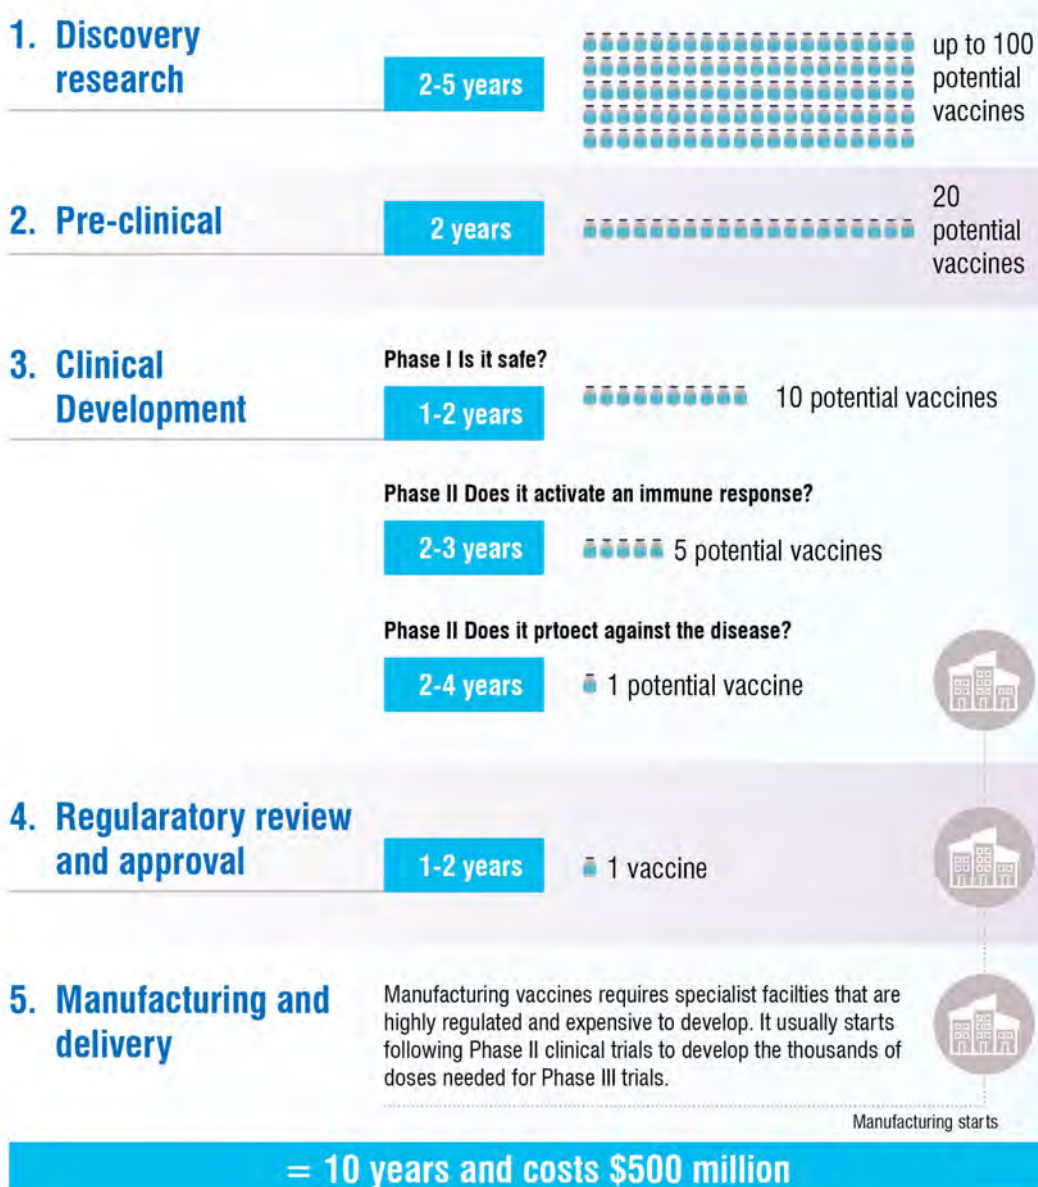 1. Discovery
research
2-5 years
up to 100
potential
vaccines
2. Pre-clinical
2 years
20
potential
vaccines
3. Clinical
Development
Phase I Is it safe?
1-2 years
10 potential vaccines
Phase II Does it activate an immune response?
2-3 years
5 potential vaccines
Phase II Does it prtoect against the disease?
2-4 years
1 potential vaccine
4. Regularatory review
and approval
1-2 years
1 vaccine
5. Manufacturing and
delivery
Manufacturing vaccines requires specialist facilties that are
highly regulated and expensive to develop. It usually starts
following Phase II clinical trials to develop the thousands of
doses needed for Phase III trials.
Manufacturing starts
= 10 years and costs $500 million